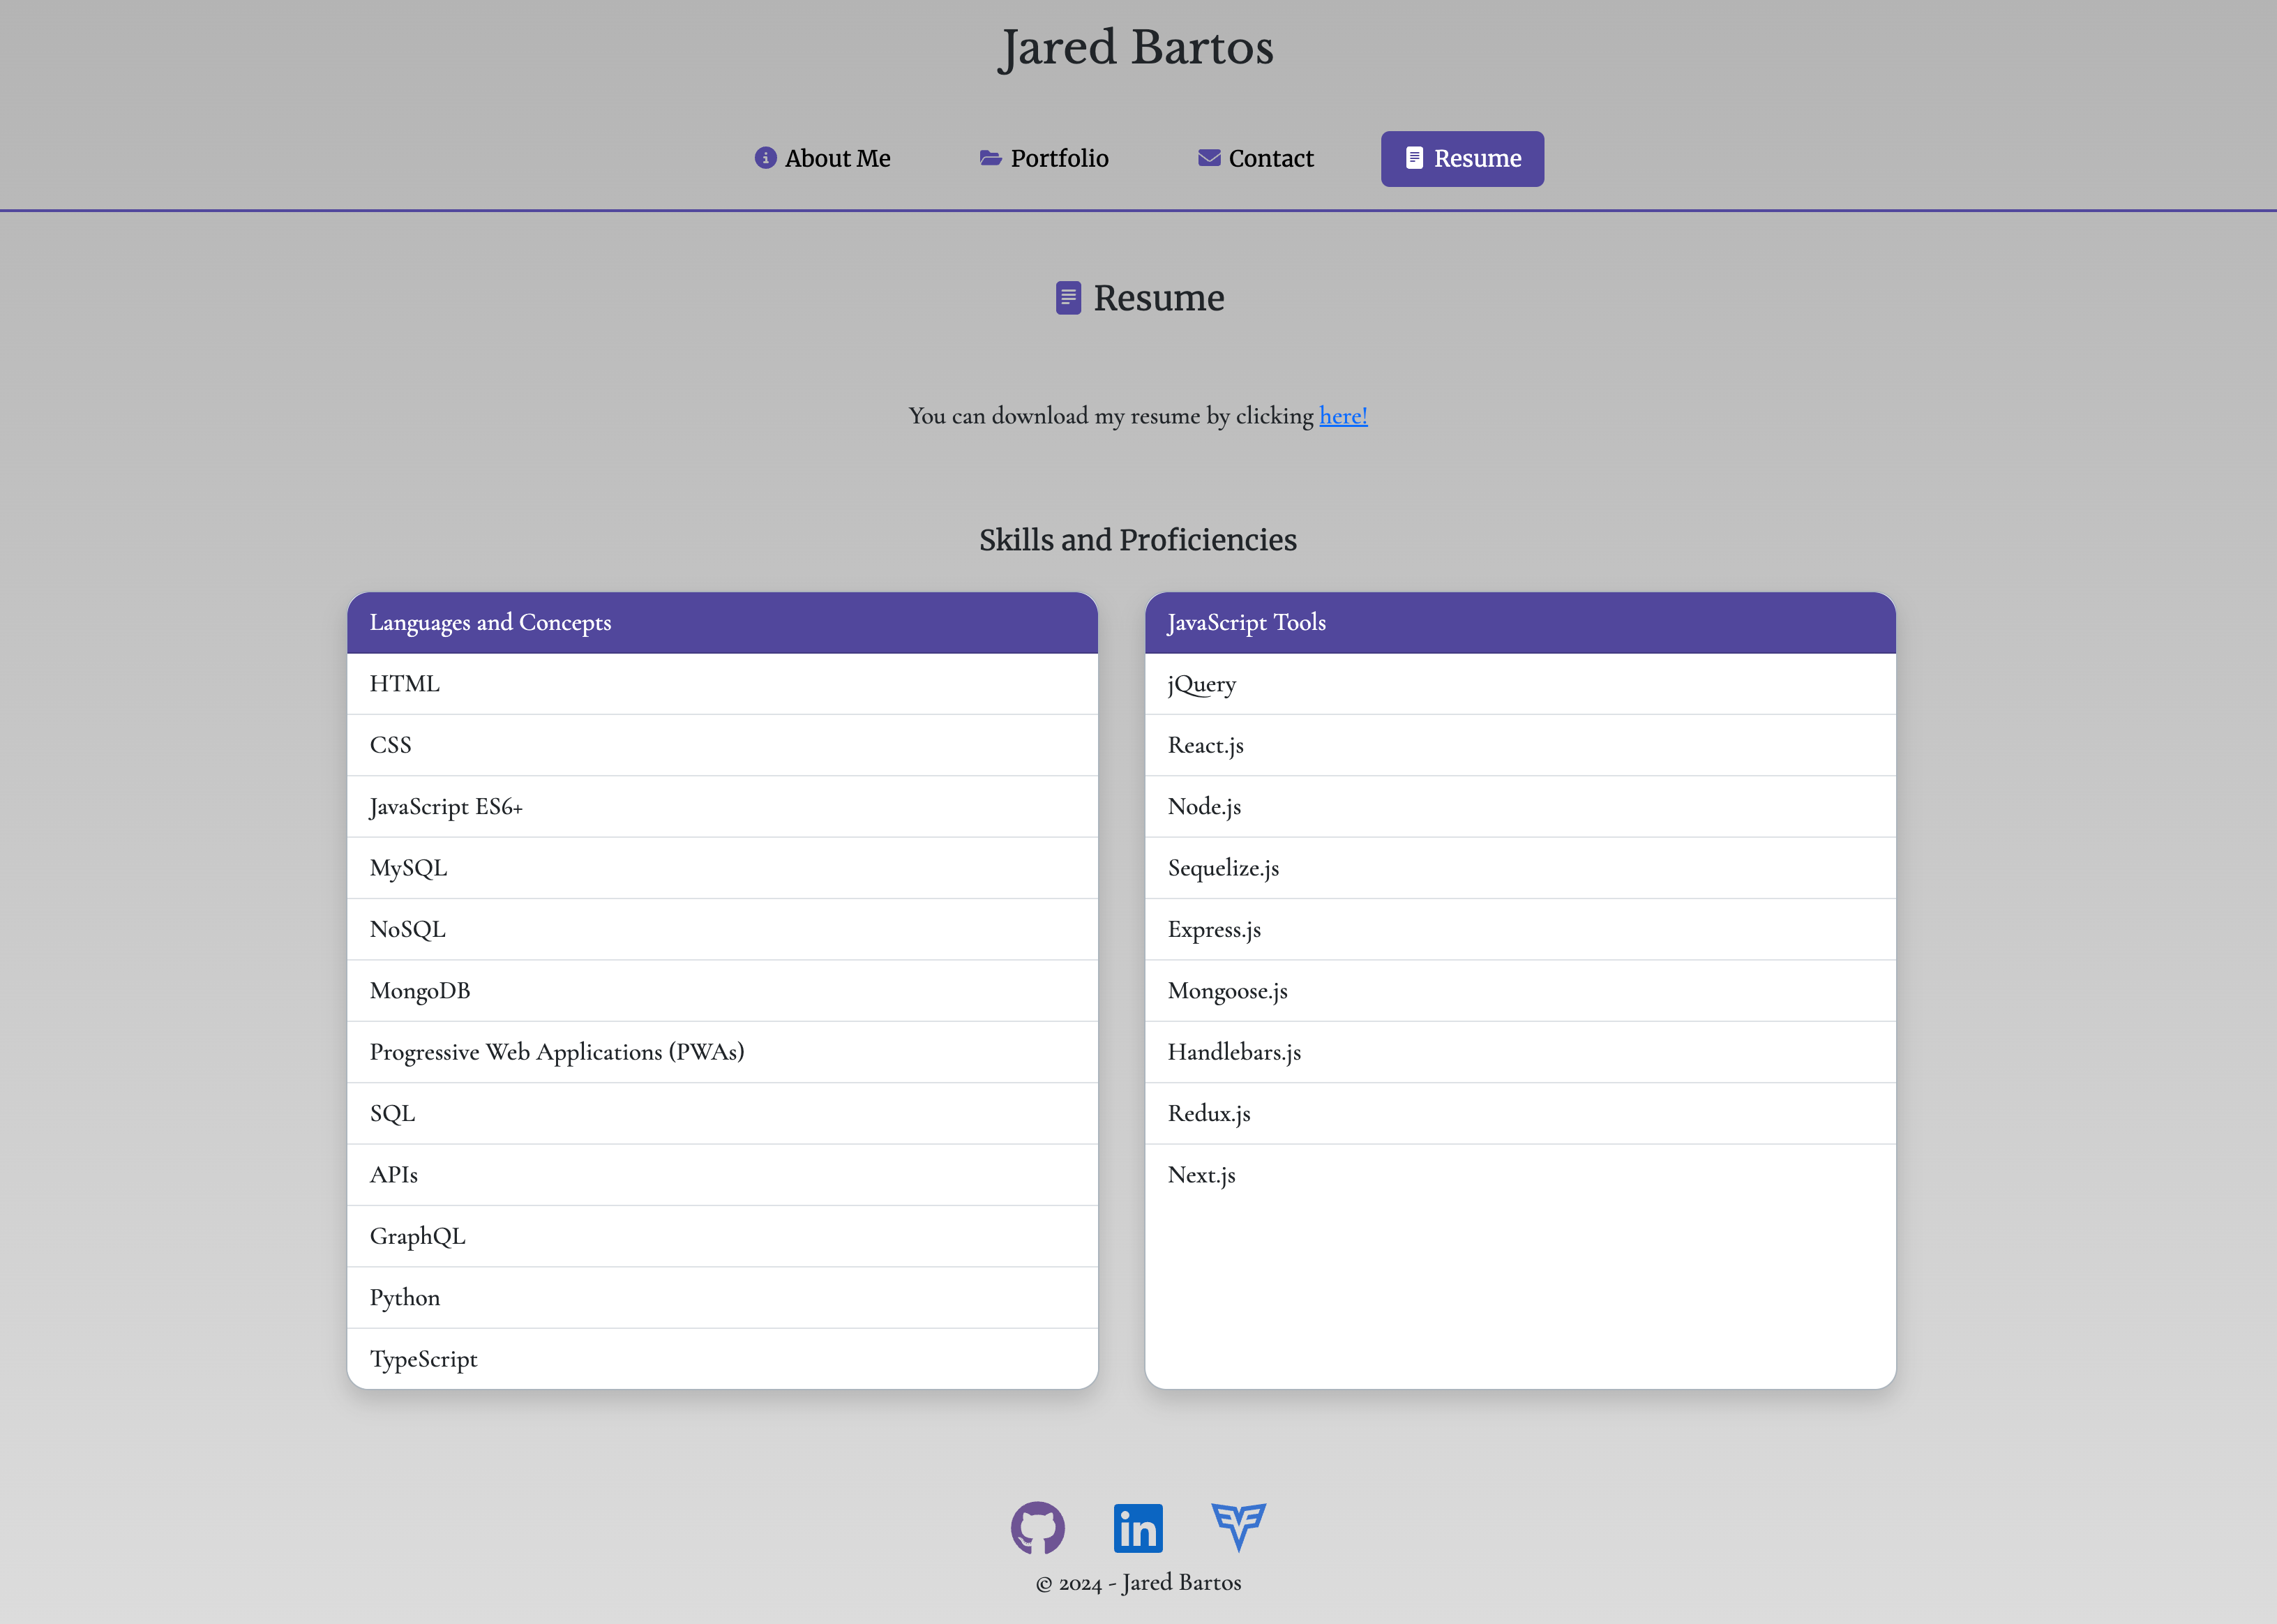 Jared Bartos
About Me
Portfolio
Contact
Resume
Resume
You can download my resume by clicking here!
Skills and Proficiencies
Languages and Concepts
HTML
CSS
JavaScript ES6+
MySQL
NoSQL
MongoDB
Progressive Web Applications (PWAs)
SQL
APIs
GraphQL
Python
TypeScript
JavaScript Tools
jQuery
React.js
Node.js
Sequelize.js
Express.js
Mongoose.js
Handlebars.js
Redux.js
Next.js
in
© 2024 - Jared Bartos